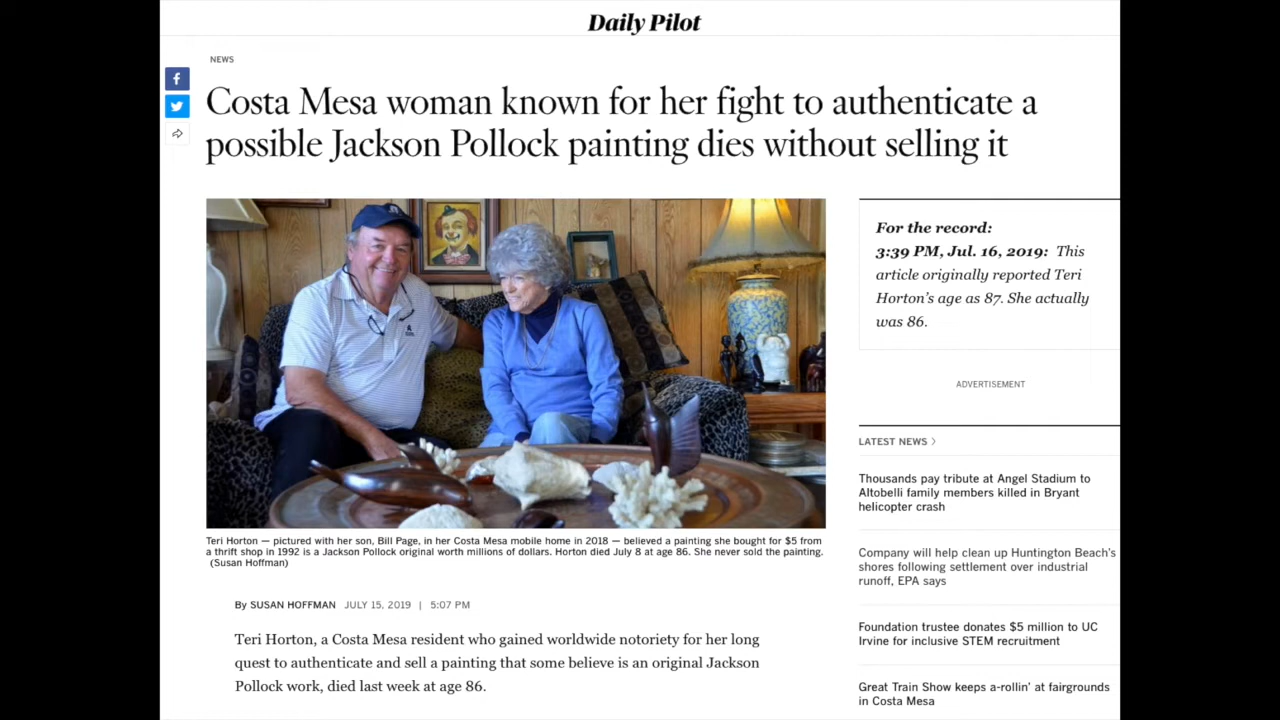 Daily Pilot
NEWS
Costa Mesa woman known for her fight to authenticate a
possible Jackson Pollock painting dies without selling it
Teri Horton — pictured with her son, Bill Page, in her Costa Mesa mobile home in 2018 — believed a painting she bought for $5 from
a thrift shop in 1992 is a Jackson Pollock original worth millions of dollars. Horton died July 8 at age 86. She never sold the painting.
(Susan Hoffman)
By SUSAN HOFFMAN JULY 15, 2019 | 5:07 PM
Teri Horton, a Costa Mesa resident who gained worldwide notoriety for her long
quest to authenticate and sell a painting that some believe is an original Jackson
Pollock work, died last week at age 86.
For the record:
3:39 PM, Jul. 16, 2019: This
article originally reported Teri
Horton’s age as 87. She actually
was 86.
ADVERTISEMENT
LATEST NEWS >
Thousands pay tribute at Angel Stadium to
Altobelli family members killed in Bryant
helicopter crash
Company will help clean up Huntington Beach’s
shores following settlement over industrial
runoff, EPA says
Foundation trustee donates $5 million to UC
Irvine for inclusive STEM recruitment
Great Train Show keeps a-rollin’ at fairgrounds
in Costa Mesa